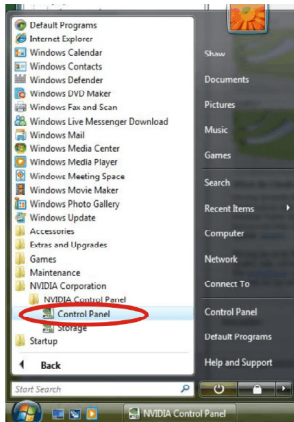 Default Programs
Internet Explorer
Windows Calendar
Windows Contacts
Windows Defender
Windows DVD Maker
Windows Fax and Scan
Windows Live Messenger Download
Windows Mail
Windows Media Center
Windows Media Player
Windows Meeting Space
Windows Movie Maker
Windows Photo Gallery
Windows Update
Accessories
Extras and Upgrades
Games
Maintenance
NVIDIA Corporation
NVIDIA Control Panel
Control Panel
Storage
Startup
Back
Start Search
Shaw
Documents
Pictures
Music
Games
Search
Recent Items
Computer
Network
Connect To
Control Panel
Default Programs
Help and Support
NVIDIA Control Panel